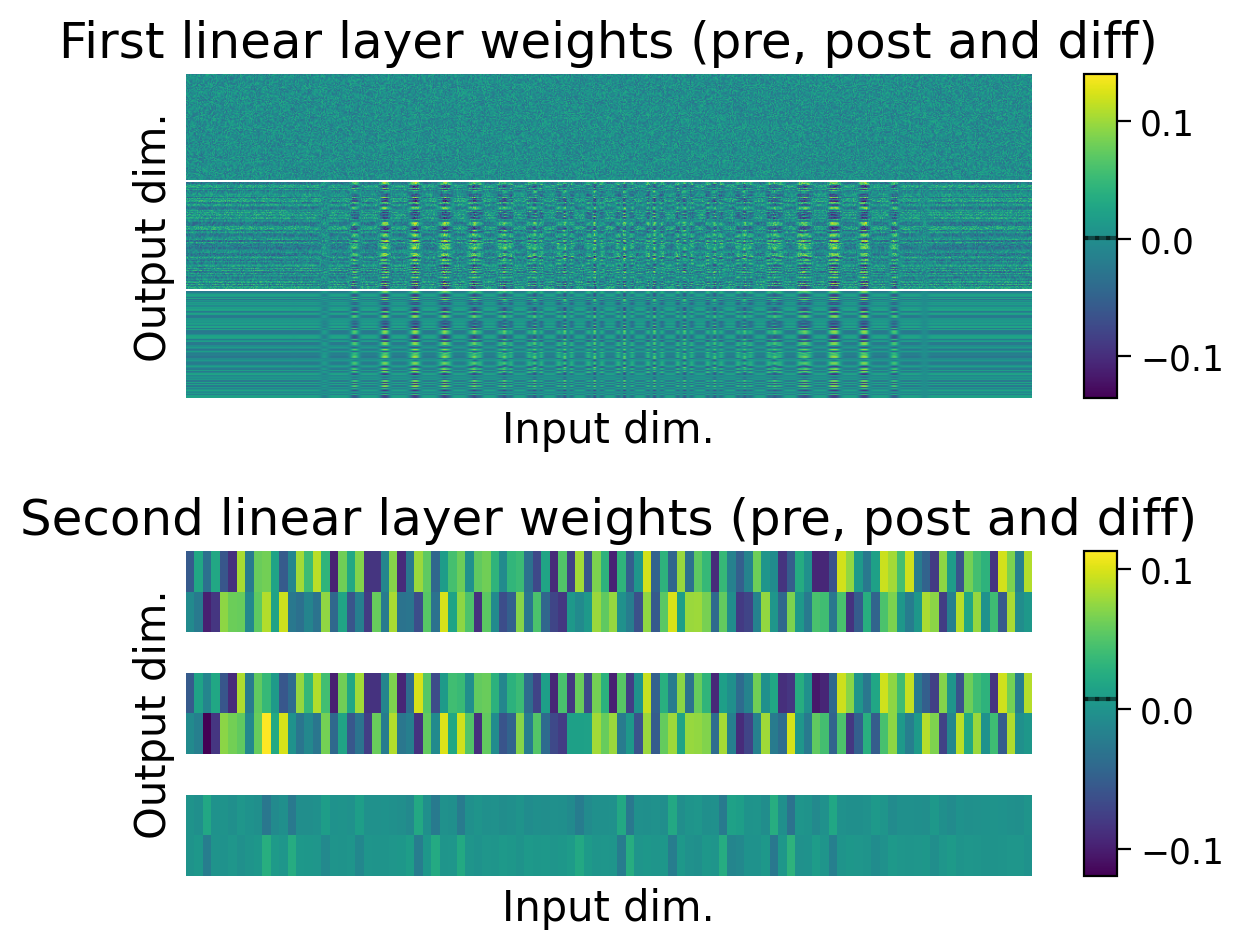 First linear layer weights (pre, post and diff)
Output dim.
0.1
0.0
−0.1
Input dim.
Second linear layer weights (pre, post and diff)
Output dim.
0.1
0.0
−0.1
Input dim.